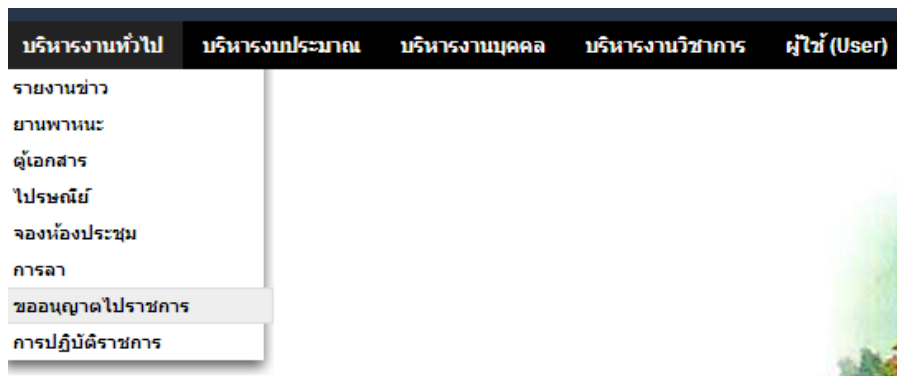 บริหารงานทั่วไป บริหารงบประมาณ บริหารงานบุคคล บริหารงานวิชาการ ผู้ใช้ (User)
รายงานข่าว
ยานพาหนะ
ตู้เอกสาร
ไปรษณีย์
จองห้องประชุม
การลา
ขออนุญาตไปราชการ
การปฏิบัติราชการ